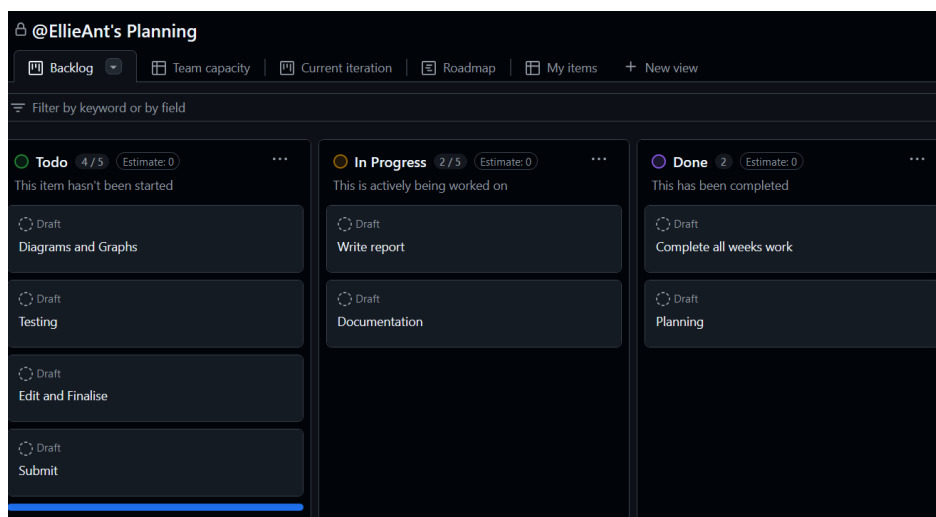 @EllieAnt's Planning
Backlog Team capacity Current iteration Roadmap My items + New view
Filter by keyword or by field
Todo 4 / 5 Estimate: 0 ...
This item hasn't been started
Draft
Diagrams and Graphs
Draft
Testing
Draft
Edit and Finalise
Draft
Submit
In Progress 2 / 5 Estimate: 0 ...
This is actively being worked on
Draft
Write report
Draft
Documentation
Done 2 Estimate: 0 ...
This has been completed
Draft
Complete all weeks work
Draft
Planning